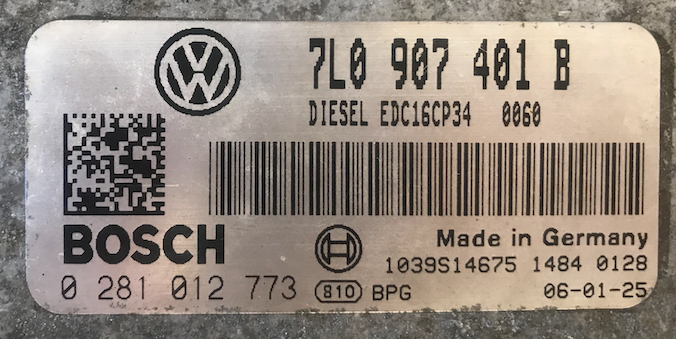 7L0 907 401 B
DIESEL EDC16CP34 0060
BOSCH
Made in Germany
1039S14675 1484 0128
0 281 012 773 810 BPG 06-01-25